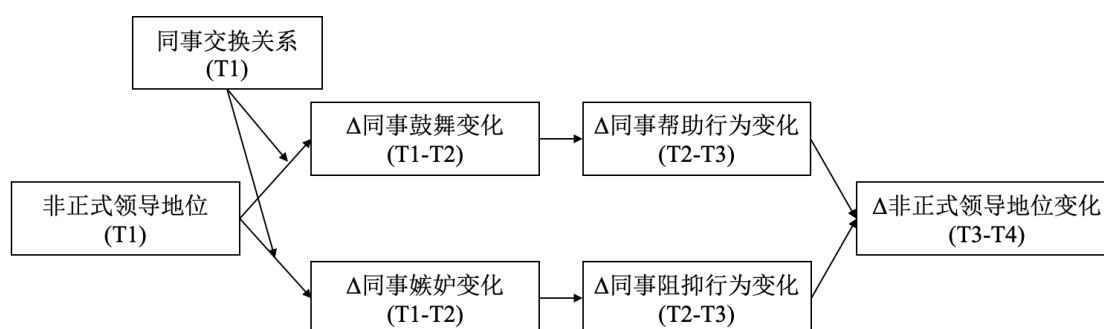 同事交换关系
(T1)
Δ同事鼓舞变化
(T1-T2)
Δ同事帮助行为变化
(T2-T3)
非正式领导地位
(T1)
Δ非正式领导地位变化
(T3-T4)
Δ同事嫉妒变化
(T1-T2)
Δ同事阻抑行为变化
(T2-T3)